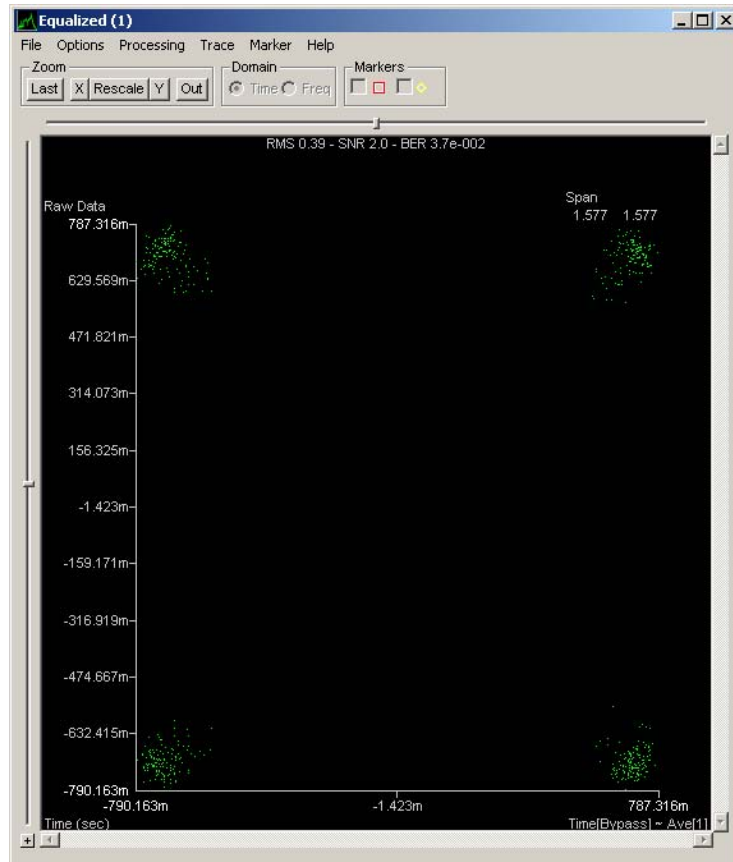 Equalized (1)
File Options Processing Trace Marker Help
Zoom Domain Markers
Last X Rescale Y Out Time Freq
RMS 0.39 - SNR 2.0 - BER 3.7e-002
Span
1.577 1.577
Raw Data
787.316m
629.569m
471.821m
314.073m
156.325m
-1.423m
-159.171m
-316.919m
-474.667m
-632.415m
-790.163m
-790.163m -1.423m 787.316m
Time (sec) Time[Bypass] ~ Ave[1]